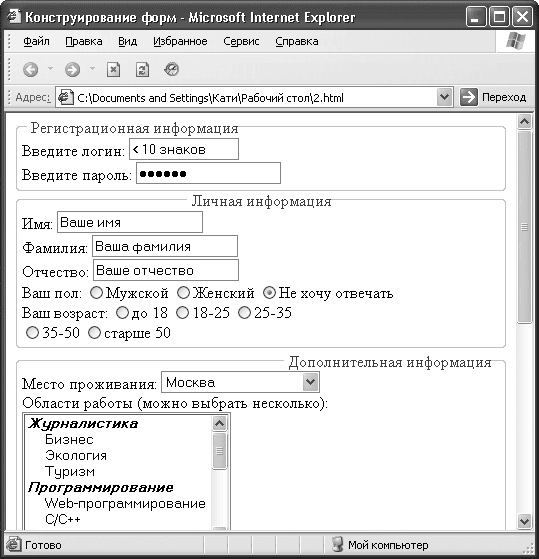 Конструирование форм - Microsoft Internet Explorer
Файл Правка Вид Избранное Сервис Справка
Адрес: C:\Documents and Settings\Кати\Рабочий стол\2.html Переход
Регистрационная информация
Введите логин: < 10 знаков
Введите пароль: ●●●●●●
Личная информация
Имя: Ваше имя
Фамилия: Ваша фамилия
Отчество: Ваше отчество
Ваш пол: Мужской Женский Не хочу отвечать
Ваш возраст: до 18 18-25 25-35
35-50 старше 50
Дополнительная информация
Место проживания: Москва
Области работы (можно выбрать несколько):
Журналистика
Бизнес
Экология
Туризм
Программирование
Web-программирование
C/C++
Готово Мой компьютер